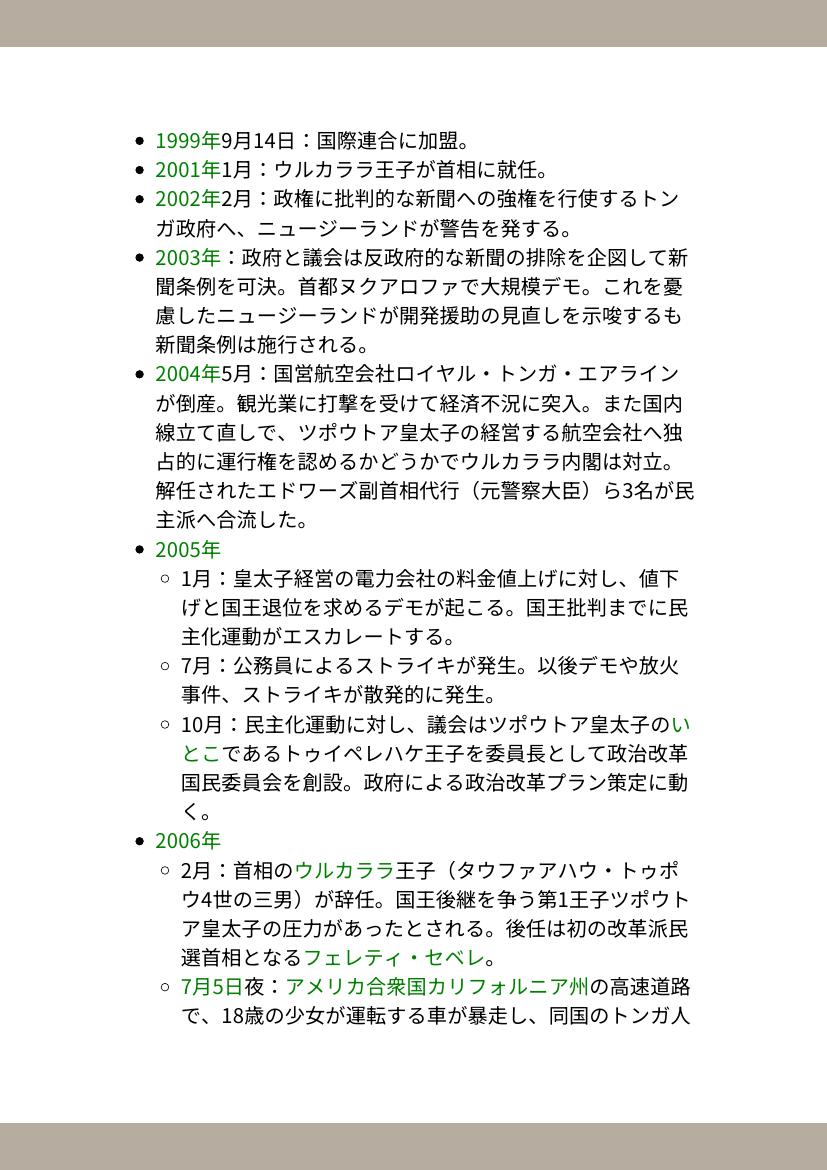 1999年9月14日：国際連合に加盟。
2001年1月：ウルカララ王子が首相に就任。
2002年2月：政権に批判的な新聞への強権を行使するトン
ガ政府へ、ニュージーランドが警告を発する。
2003年：政府と議会は反政府的な新聞の排除を企図して新
聞条例を可決。首都ヌクアロファで大規模デモ。これを憂
慮したニュージーランドが開発援助の見直しを示唆するも
新聞条例は施行される。
2004年5月：国営航空会社ロイヤル・トンガ・エアライン
が倒産。観光業に打撃を受けて経済不況に突入。また国内
線立て直しで、ツポウトア皇太子の経営する航空会社へ独
占的に運行権を認めるかどうかでウルカララ内閣は対立。
解任されたエドワーズ副首相代行（元警察大臣）ら3名が民
主派へ合流した。
2005年
1月：皇太子経営の電力会社の料金値上げに対し、値下
げと国王退位を求めるデモが起こる。国王批判までに民
主化運動がエスカレートする。
7月：公務員によるストライキが発生。以後デモや放火
事件、ストライキが散発的に発生。
10月：民主化運動に対し、議会はツポウトア皇太子のい
とこであるトゥイペレハケ王子を委員長として政治改革
国民委員会を創設。政府による政治改革プラン策定に動
く。
2006年
2月：首相のウルカララ王子（タウファアハウ・トゥポ
ウ4世の三男）が辞任。国王後継を争う第1王子ツポウト
ア皇太子の圧力があったとされる。後任は初の改革派民
選首相となるフェレティ・セベレ。
7月5日夜：アメリカ合衆国カリフォルニア州の高速道路
で、18歳の少女が運転する車が暴走し、同国のトンガ人